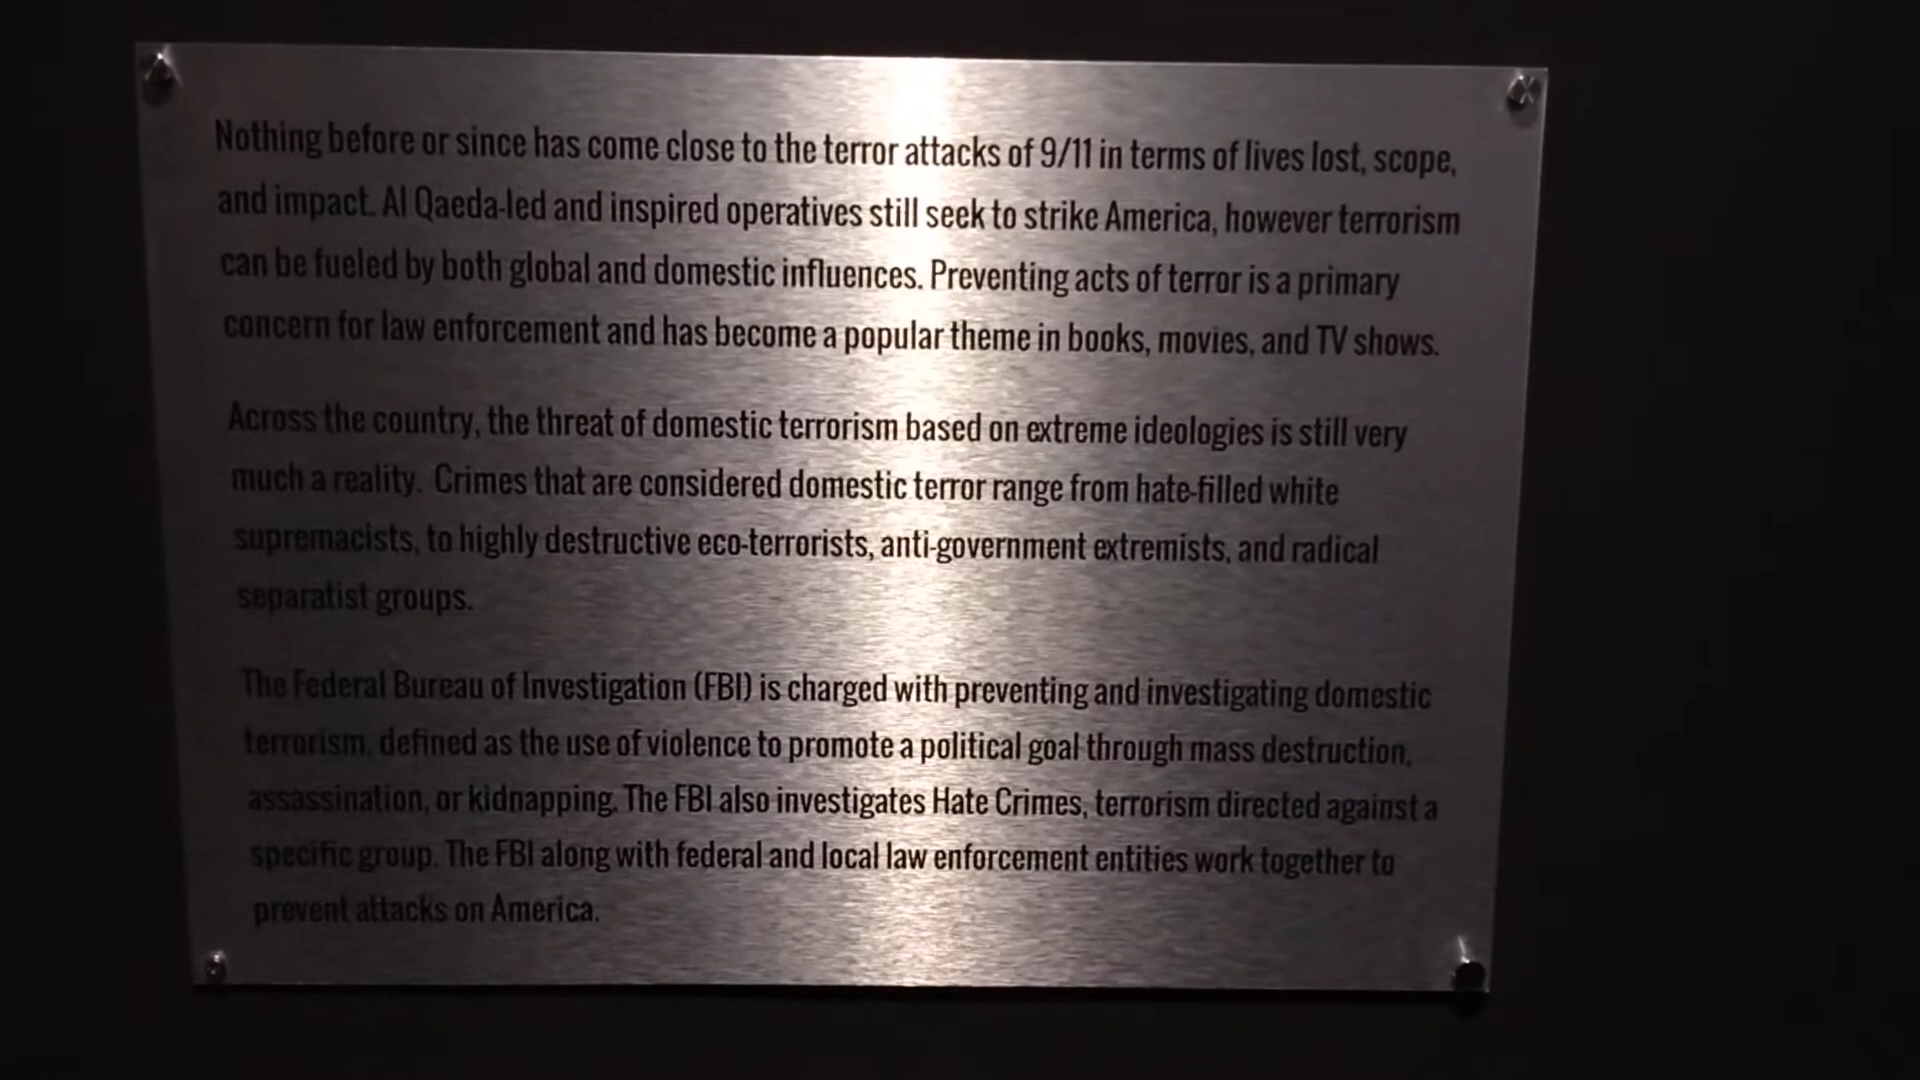 Nothing before or since has come close to the terror attacks of 9/11 in terms of lives lost, scope,
and impact. Al Qaeda-led and inspired operatives still seek to strike America, however terrorism
can be fueled by both global and domestic influences. Preventing acts of terror is a primary
concern for law enforcement and has become a popular theme in books, movies, and TV shows.
Across the country, the threat of domestic terrorism based on extreme ideologies is still very
much a reality. Crimes that are considered domestic terror range from hate-filled white
supremacists, to highly destructive eco-terrorists, anti-government extremists, and radical
separatist groups.
The Federal Bureau of Investigation (FBI) is charged with preventing and investigating domestic
terrorism, defined as the use of violence to promote a political goal through mass destruction,
assassination, or kidnapping. The FBI also investigates Hate Crimes, terrorism directed against a
specific group. The FBI along with federal and local law enforcement entities work together to
prevent attacks on America.